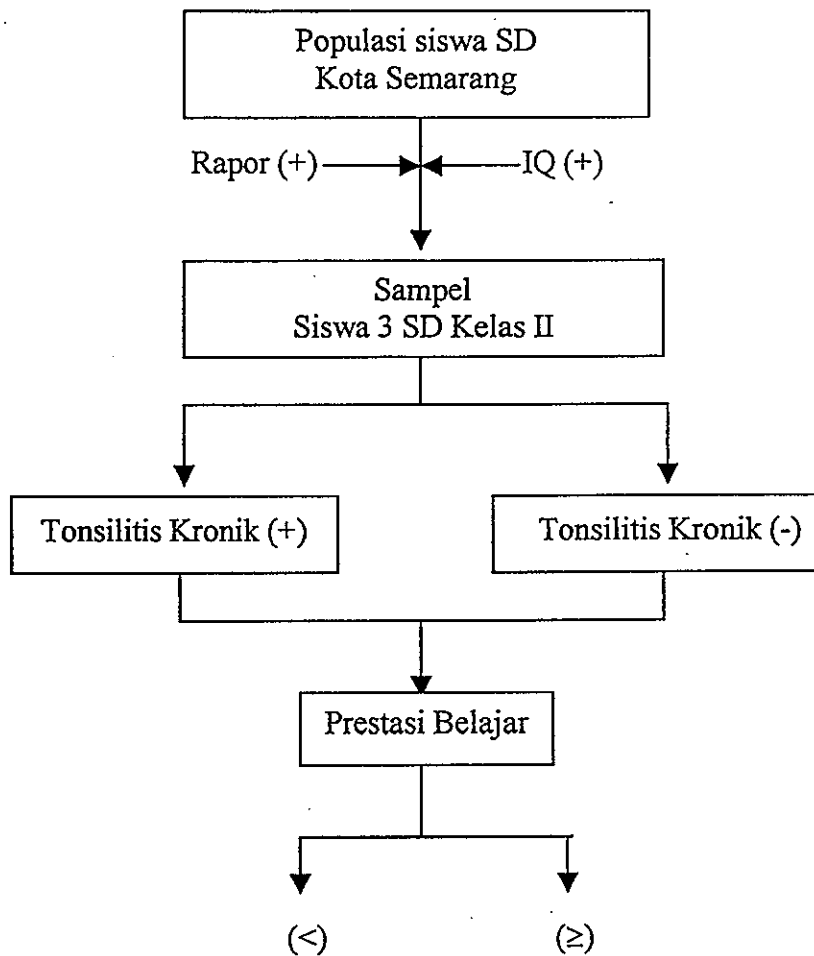 Populasi siswa SD
Kota Semarang
Rapor (+)
IQ (+)
Sampel
Siswa 3 SD Kelas II
Tonsilitis Kronik (+)
Tonsilitis Kronik (-)
Prestasi Belajar
(<)
(≥)